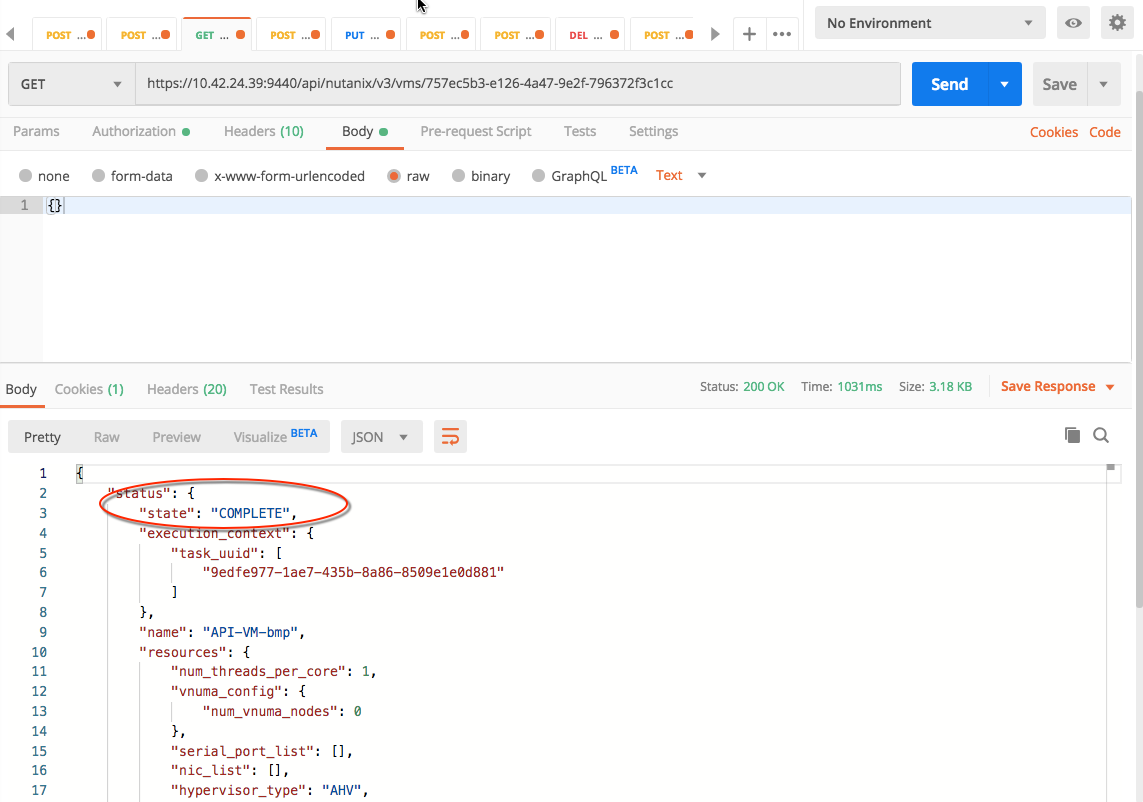 POST ... POST ... GET ... POST ... PUT ... POST ... POST ... DEL ... POST ... + ••• No Environment
GET https://10.42.24.39:9440/api/nutanix/v3/vms/757ec5b3-e126-4a47-9e2f-796372f3c1cc Send Save
Params Authorization Headers (10) Body Pre-request Script Tests Settings Cookies Code
none form-data x-www-form-urlencoded raw binary GraphQL BETA Text
1 {}
Body Cookies (1) Headers (20) Test Results Status: 200 OK Time: 1031ms Size: 3.18 KB Save Response
Pretty Raw Preview Visualize BETA JSON
1 {
2 "status": {
3 "state": "COMPLETE",
4 "execution_context": {
5 "task_uuid": [
6 "9edfe977-1ae7-435b-8a86-8509e1e0d881"
7 ]
8 },
9 "name": "API-VM-bmp",
10 "resources": {
11 "num_threads_per_core": 1,
12 "vnuma_config": {
13 "num_vnuma_nodes": 0
14 },
15 "serial_port_list": [],
16 "nic_list": [],
17 "hypervisor_type": "AHV",